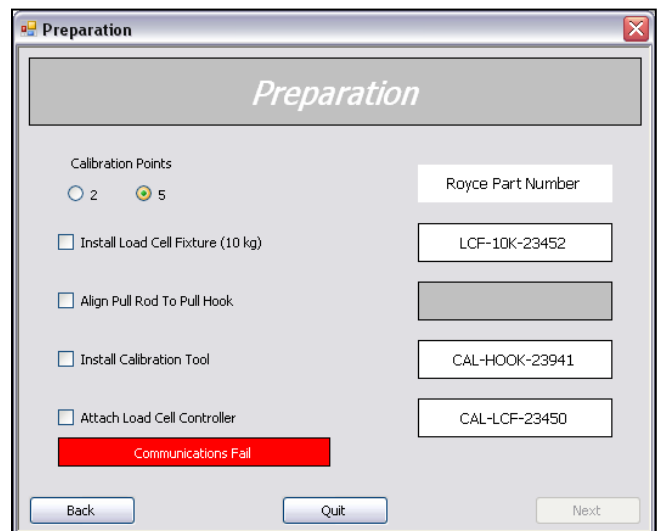 Preparation
Preparation
Calibration Points
2 5
Royce Part Number
Install Load Cell Fixture (10 kg) LCF-10K-23452
Align Pull Rod To Pull Hook
Install Calibration Tool CAL-HOOK-23941
Attach Load Cell Controller CAL-LCF-23450
Communications Fail
Back Quit Next